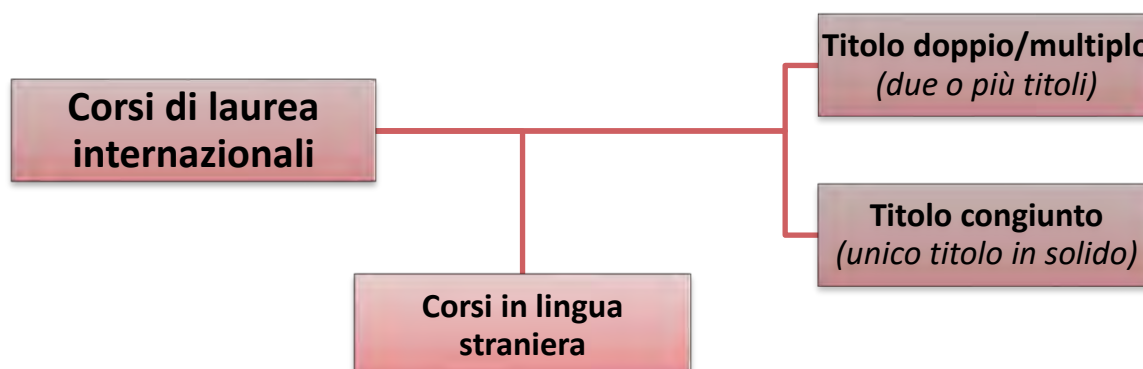 Corsi di laurea
internazionali
Titolo doppio/multiplo
(due o più titoli)
Titolo congiunto
(unico titolo in solido)
Corsi in lingua
straniera